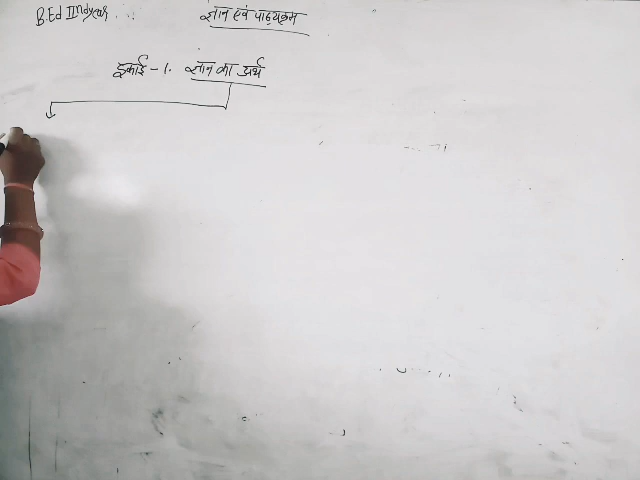 B.Ed IInd year ... ज्ञान एवं पाठ्यक्रम
इकाई - 1. ज्ञान का अर्थ